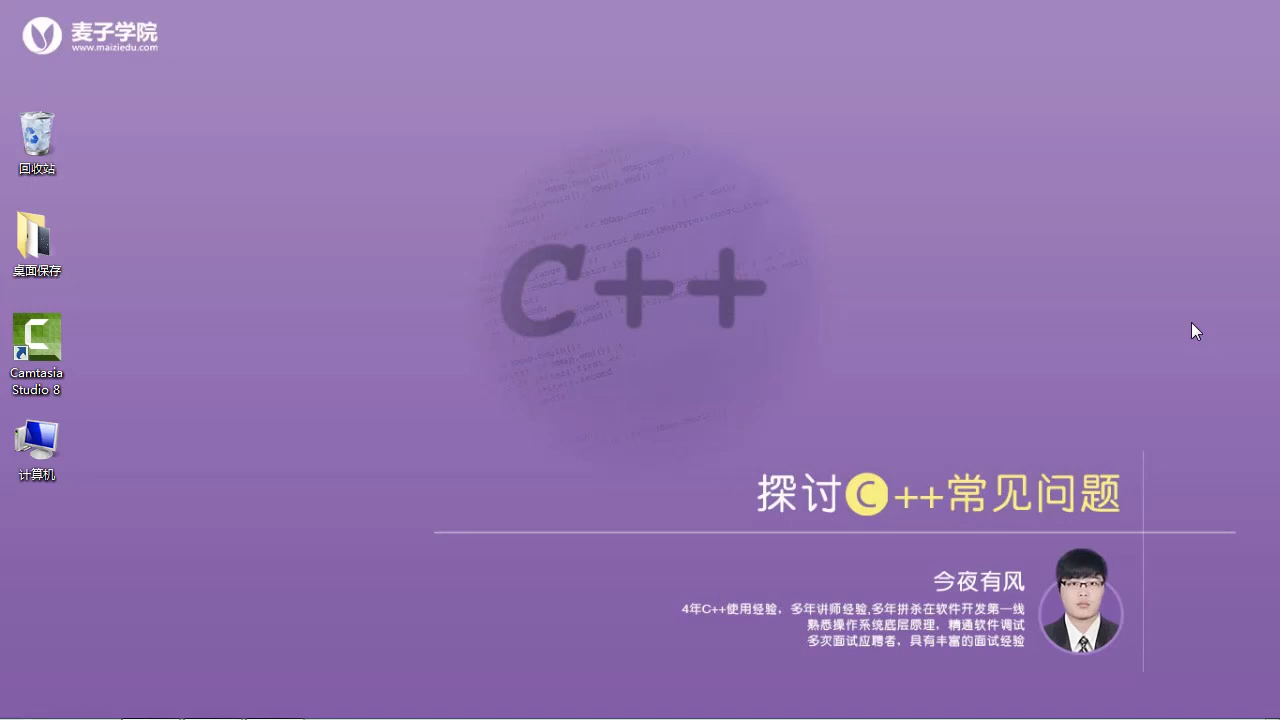 麦子学院
www.maiziedu.com
回收站
桌面保存
Camtasia
Studio 8
计算机
C++
探讨C++常见问题
今夜有风
4年C++使用经验，多年讲师经验,多年拼杀在软件开发第一线
熟悉操作系统底层原理，精通软件调试
多次面试应聘者，具有丰富的面试经验